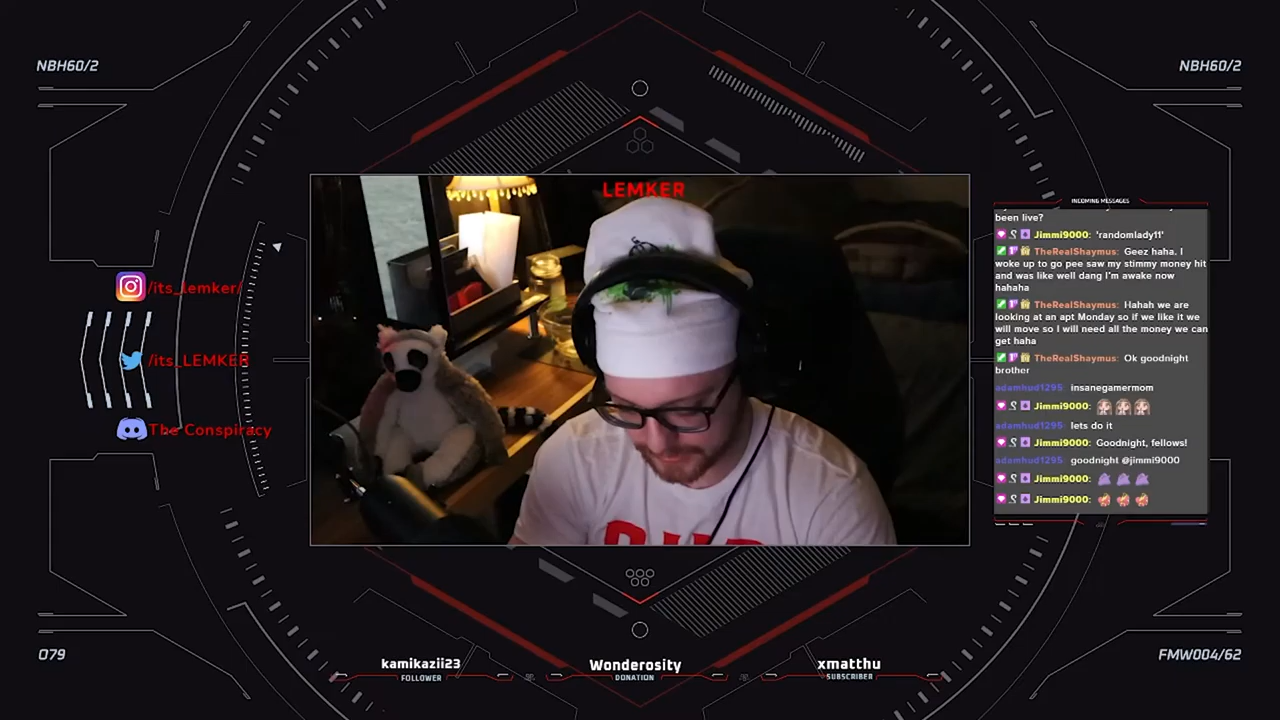 NBH60/2
NBH60/2
LEMKER
INCOMING MESSAGES
been live?
Jimmi9000: 'randomlady11'
TheRealShaymus: Geez haha. I
woke up to go pee saw my stimmy money hit
and was like well dang I'm awake now
hahaha
TheRealShaymus: Hahah we are
looking at an apt Monday so if we like it we
will move so I will need all the money we can
get haha
TheRealShaymus: Ok goodnight
brother
adamhud1295: insanegamermom
Jimmi9000:
adamhud1295: lets do it
Jimmi9000: Goodnight, fellows!
adamhud1295: goodnight @jimmi9000
Jimmi9000:
Jimmi9000:
/its_lemker/
/its_LEMKER
The Conspiracy
O79
FMW004/62
kamikazii23
FOLLOWER
Wonderosity
DONATION
xmatthu
SUBSCRIBER